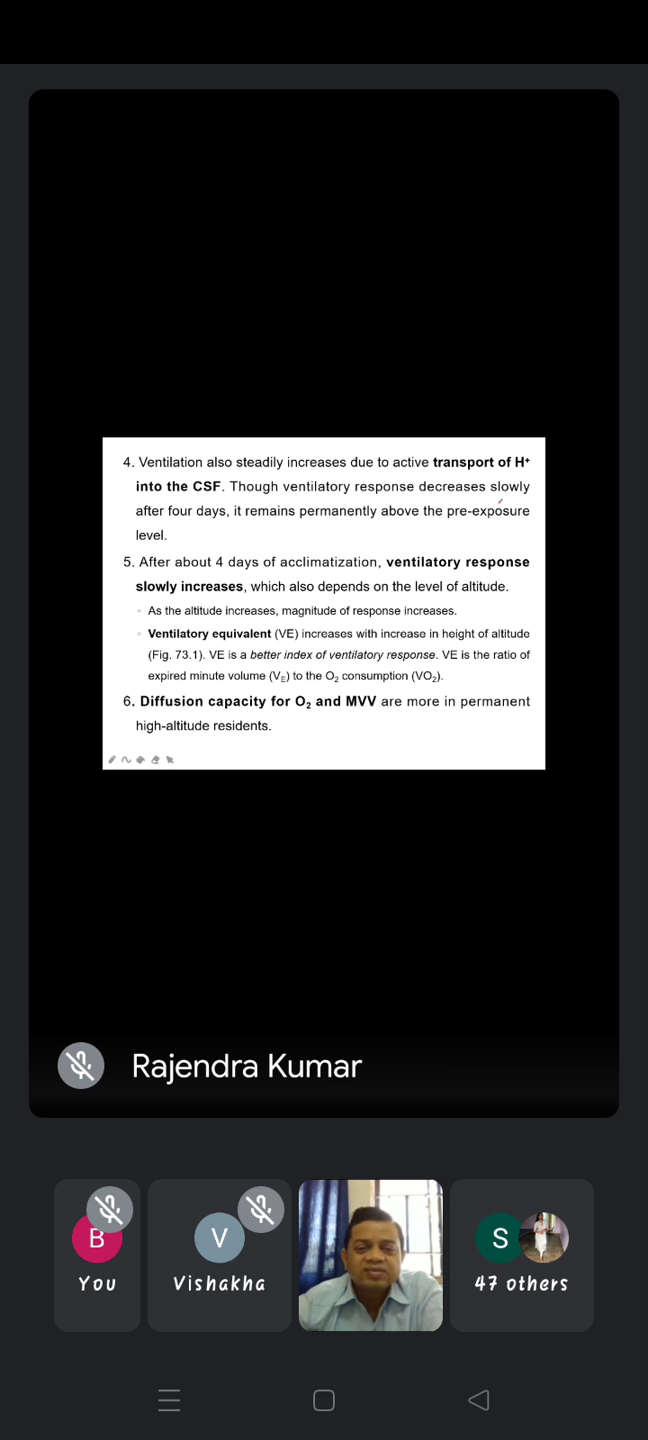 4. Ventilation also steadily increases due to active transport of H⁺
into the CSF. Though ventilatory response decreases slowly
after four days, it remains permanently above the pre-exposure
level.
5. After about 4 days of acclimatization, ventilatory response
slowly increases, which also depends on the level of altitude.
As the altitude increases, magnitude of response increases.
Ventilatory equivalent (VE) increases with increase in height of altitude
(Fig. 73.1). VE is a better index of ventilatory response. VE is the ratio of
expired minute volume (V_E) to the O₂ consumption (VO₂).
6. Diffusion capacity for O₂ and MVV are more in permanent
high-altitude residents.
Rajendra Kumar
B
V
S
You
Vishakha
47 others